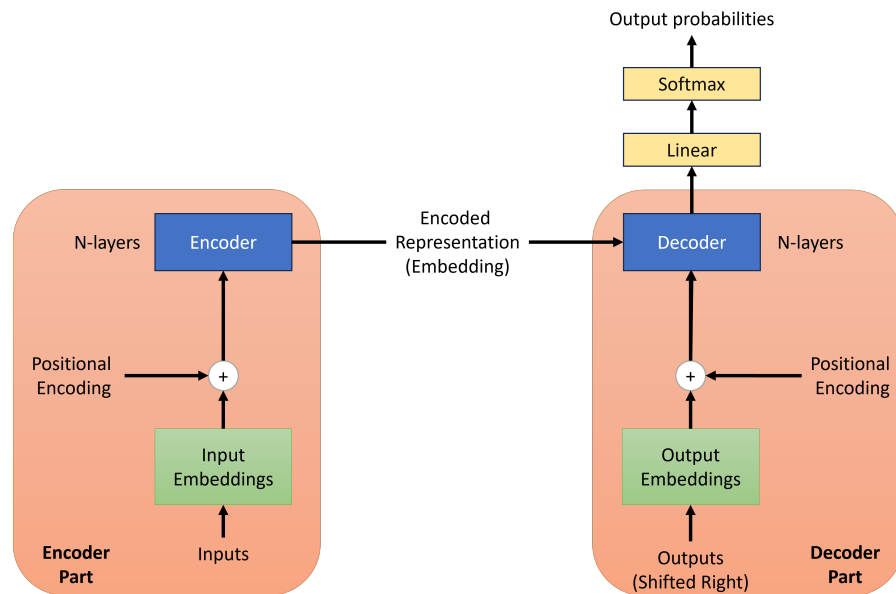 Output probabilities
Softmax
Linear
N-layers
Encoder
Encoded
Representation
(Embedding)
Decoder
N-layers
Positional
Encoding
+
+
Positional
Encoding
Input
Embeddings
Output
Embeddings
Encoder
Part
Inputs
Outputs
(Shifted Right)
Decoder
Part